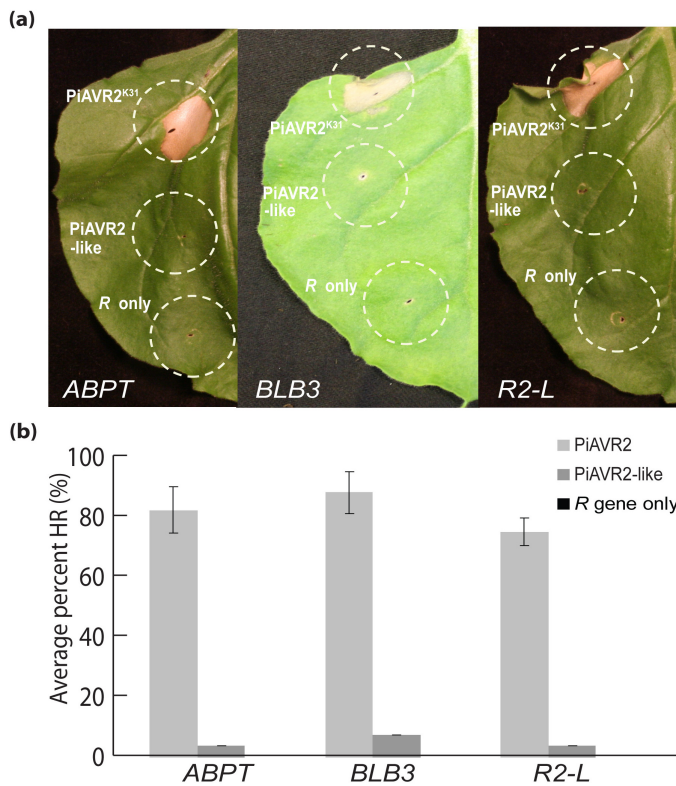 (a)
PiAVR2K31
PiAVR2
-like
R only
ABPT
PiAVR2K31
PiAVR2
-like
R only
BLB3
PiAVR2K31
PiAVR2
-like
R only
R2-L
(b)
Average percent HR (%)
100
80
60
40
20
0
ABPT
BLB3
R2-L
PiAVR2
PiAVR2-like
R gene only